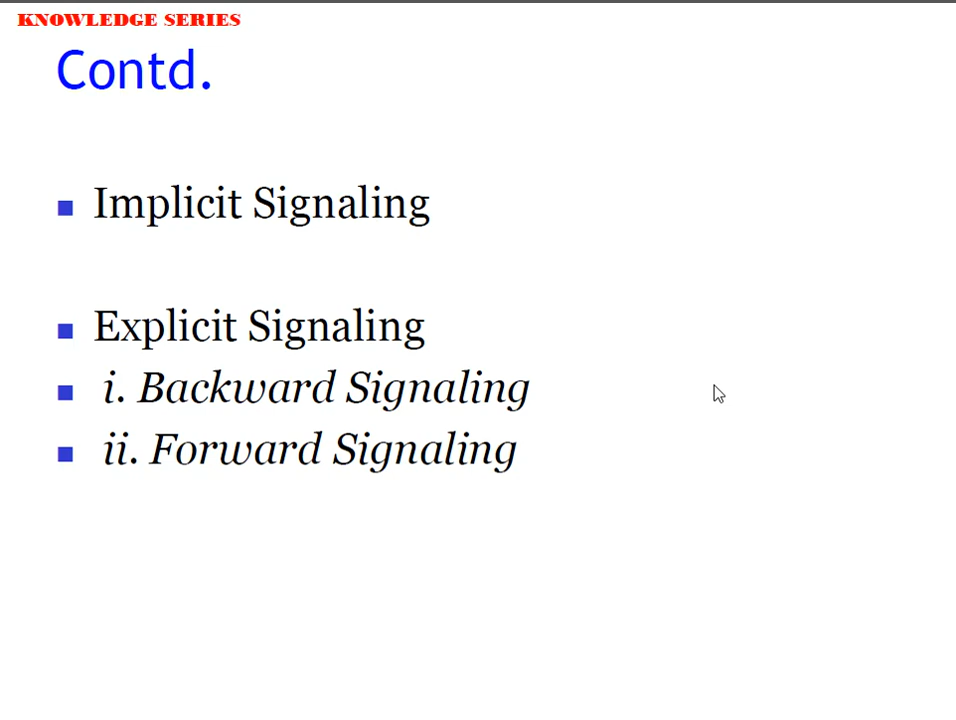 KNOWLEDGE SERIES
Contd.
Implicit Signaling
Explicit Signaling
i. Backward Signaling
ii. Forward Signaling